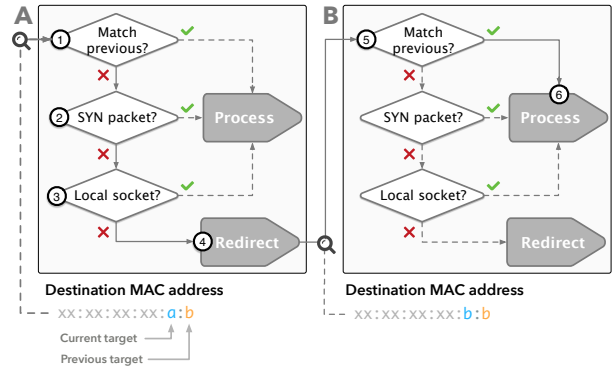 A
1
Match
previous?
2
SYN packet?
Process
3
Local socket?
4
Redirect
Destination MAC address
xx:xx:xx:xx:a:b
Current target
Previous target
B
5
Match
previous?
6
SYN packet?
Process
Local socket?
Redirect
Destination MAC address
xx:xx:xx:xx:b:b